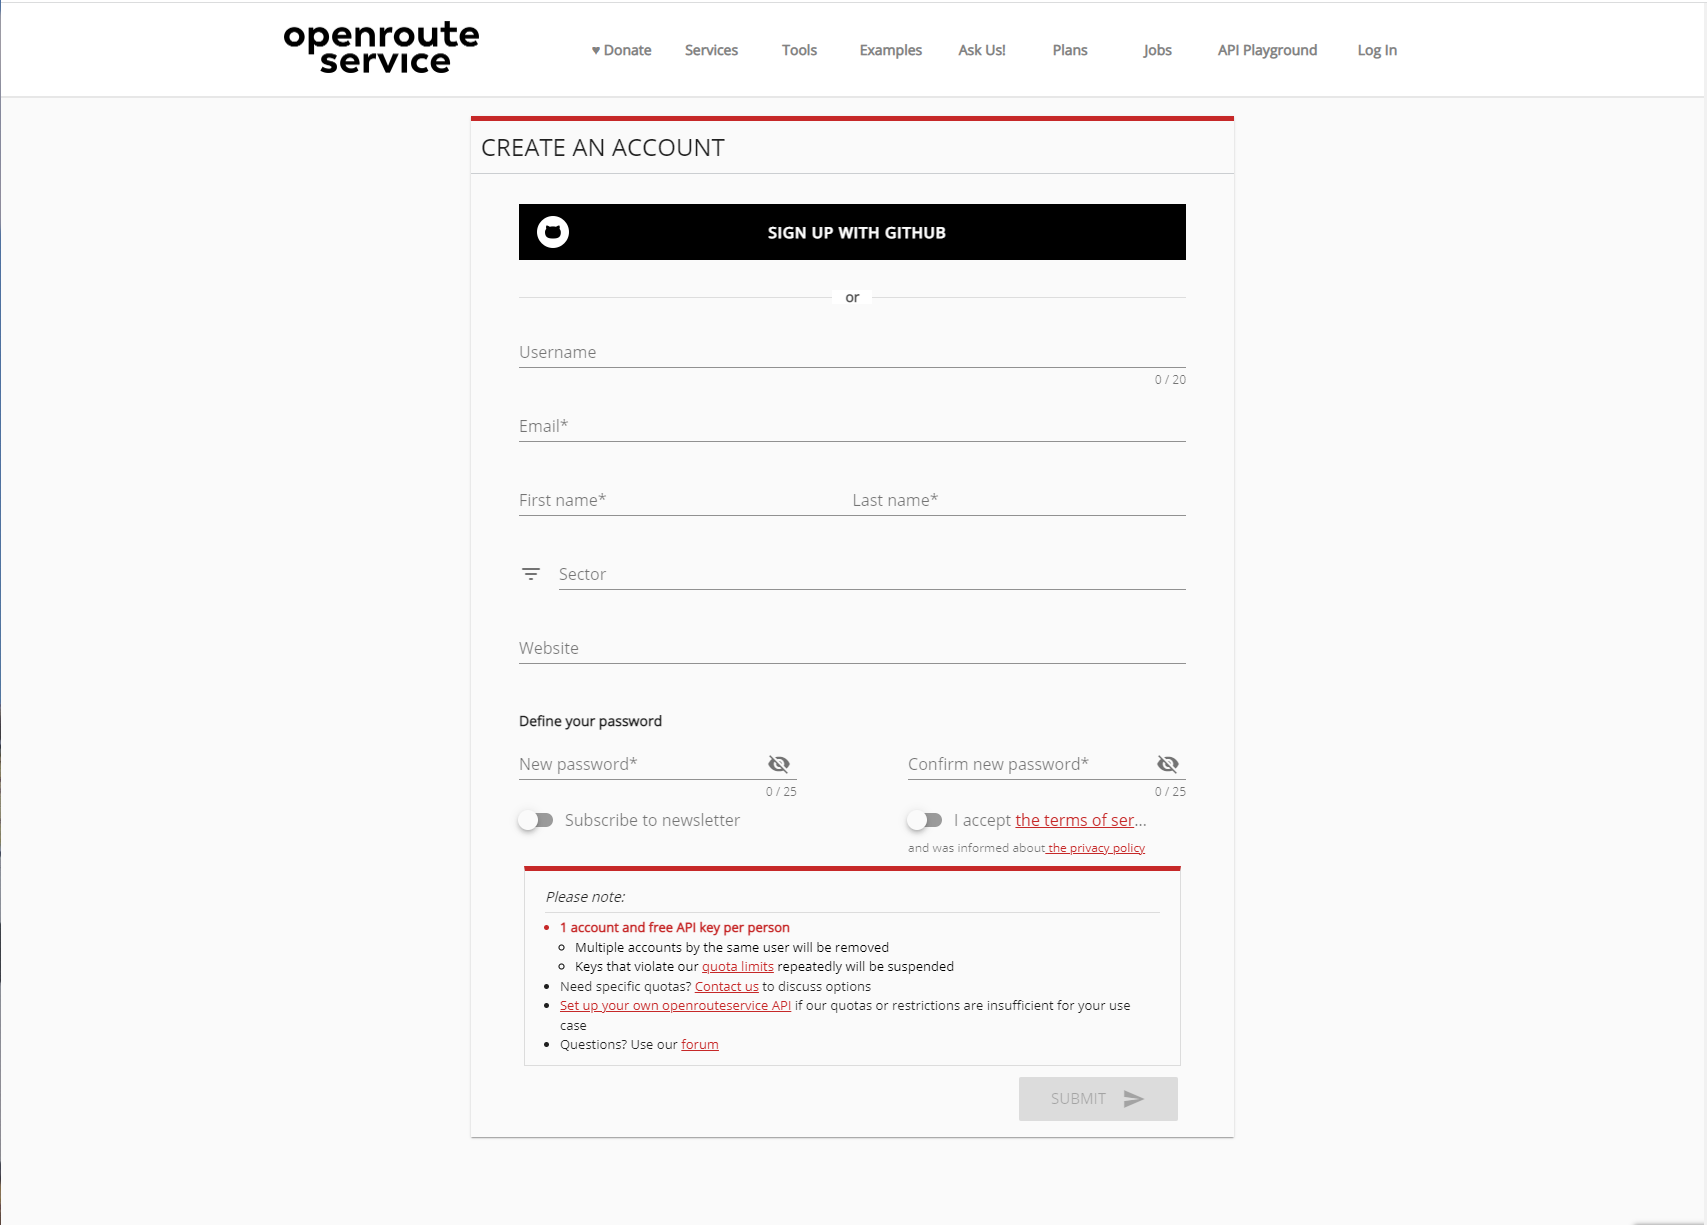 openroute
service
♥ Donate Services Tools Examples Ask Us! Plans Jobs API Playground Log In
CREATE AN ACCOUNT
SIGN UP WITH GITHUB
or
Username
0 / 20
Email*
First name* Last name*
Sector
Website
Define your password
New password* Confirm new password*
0 / 25 0 / 25
Subscribe to newsletter I accept the terms of ser...
and was informed about the privacy policy
Please note:
1 account and free API key per person
Multiple accounts by the same user will be removed
Keys that violate our quota limits repeatedly will be suspended
Need specific quotas? Contact us to discuss options
Set up your own openrouteservice API if our quotas or restrictions are insufficient for your use
case
Questions? Use our forum
SUBMIT